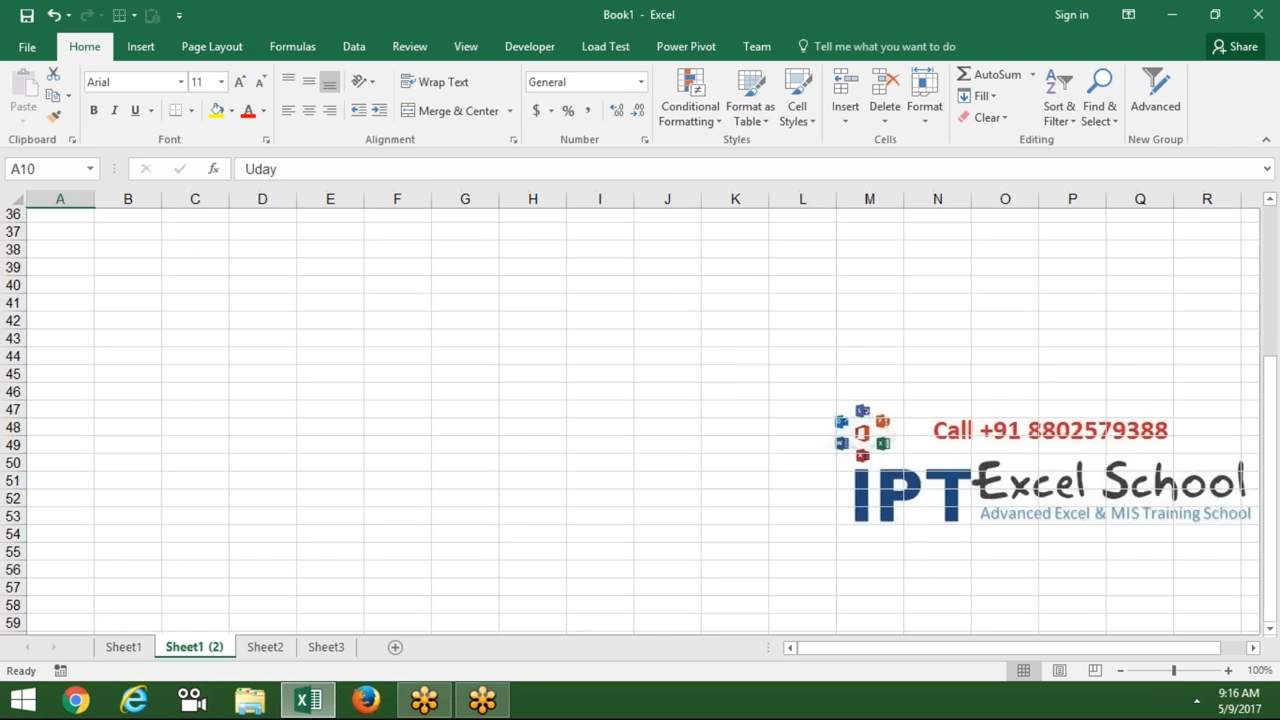 Book1 - Excel
Sign in
File Home Insert Page Layout Formulas Data Review View Developer Load Test Power Pivot Team Tell me what you want to do Share
Paste
Arial 11
Wrap Text
General
Merge & Center
$ % ,
Conditional Formatting
Format as Table
Cell Styles
Insert
Delete
Format
AutoSum
Fill
Clear
Sort & Filter
Find & Select
Advanced
Clipboard Font Alignment Number Styles Cells Editing New Group
A10 fx Uday
A B C D E F G H I J K L M N O P Q R
36
37
38
39
40
41
42
43
44
45
46
47
48
49
50
51
52
53
54
55
56
57
58
59
Call +91 8802579388
IPT Excel School
Advanced Excel & MIS Training School
Sheet1 Sheet1 (2) Sheet2 Sheet3
Ready
100%
9:16 AM
5/9/2017